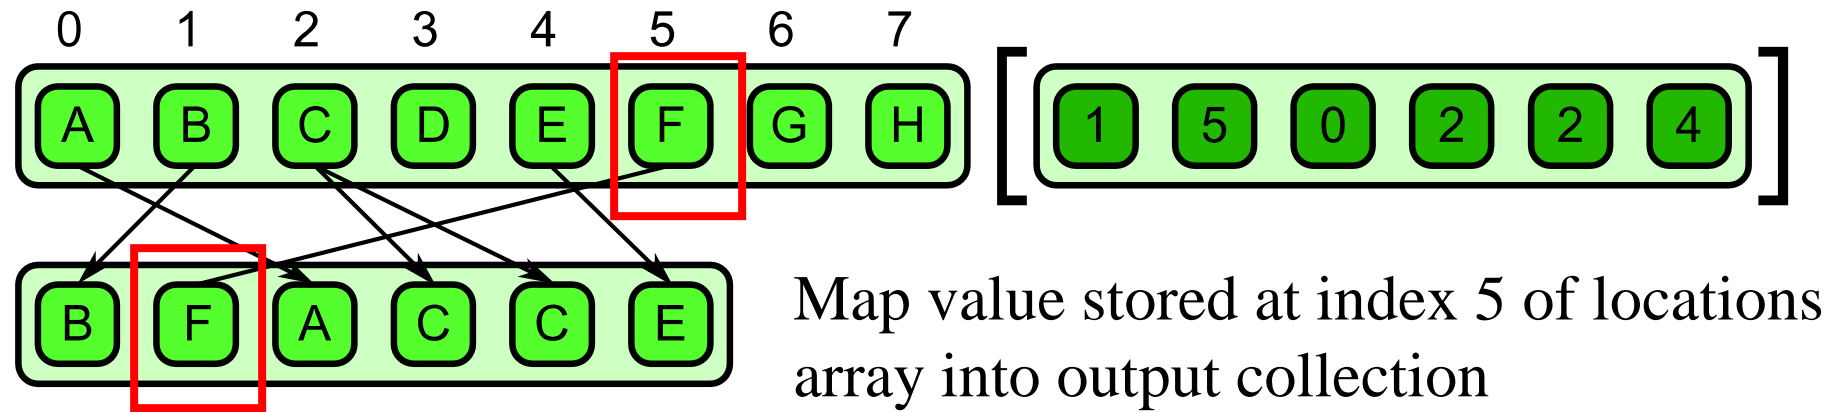 0 1 2 3 4 5 6 7
A B C D E F G H [ 1 5 0 2 2 4 ]
B F A C C E
Map value stored at index 5 of locations
array into output collection